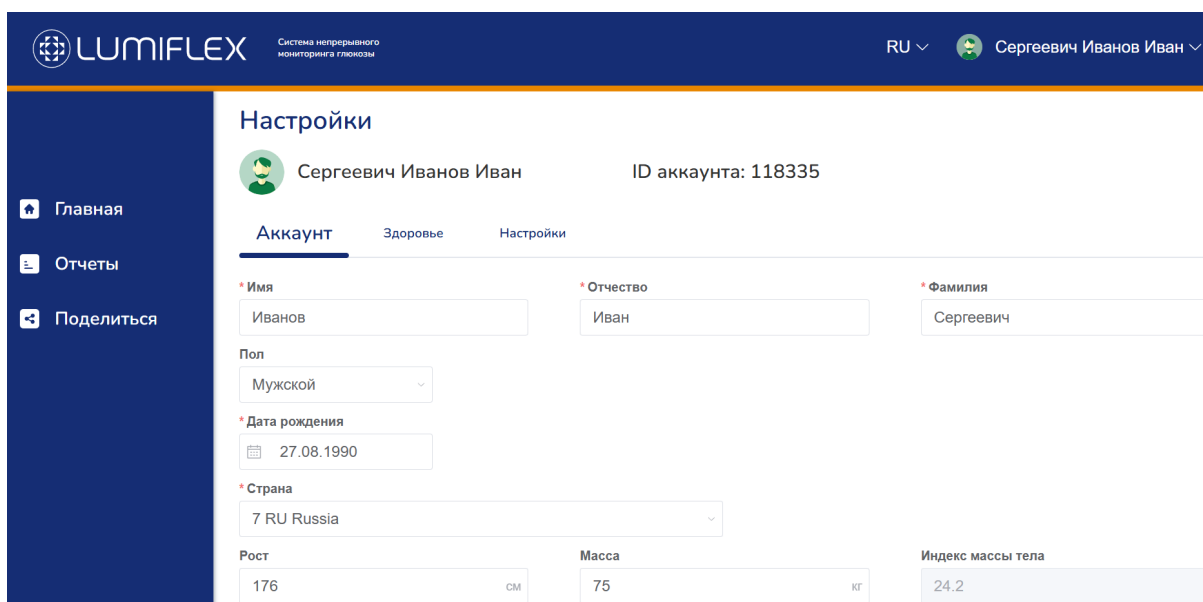 LUMIFLEX
Система непрерывного
мониторинга глюкозы
RU
Сергеевич Иванов Иван
Настройки
Сергеевич Иванов Иван ID аккаунта: 118335
Главная
Отчеты
Поделиться
Аккаунт Здоровье Настройки
* Имя * Отчество * Фамилия
Иванов Иван Сергеевич
Пол
Мужской
* Дата рождения
27.08.1990
* Страна
7 RU Russia
Рост Масса Индекс массы тела
176 см 75 кг 24.2